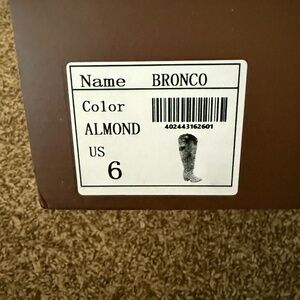 Name BRONCO
Color
402443162601
ALMOND
US
6